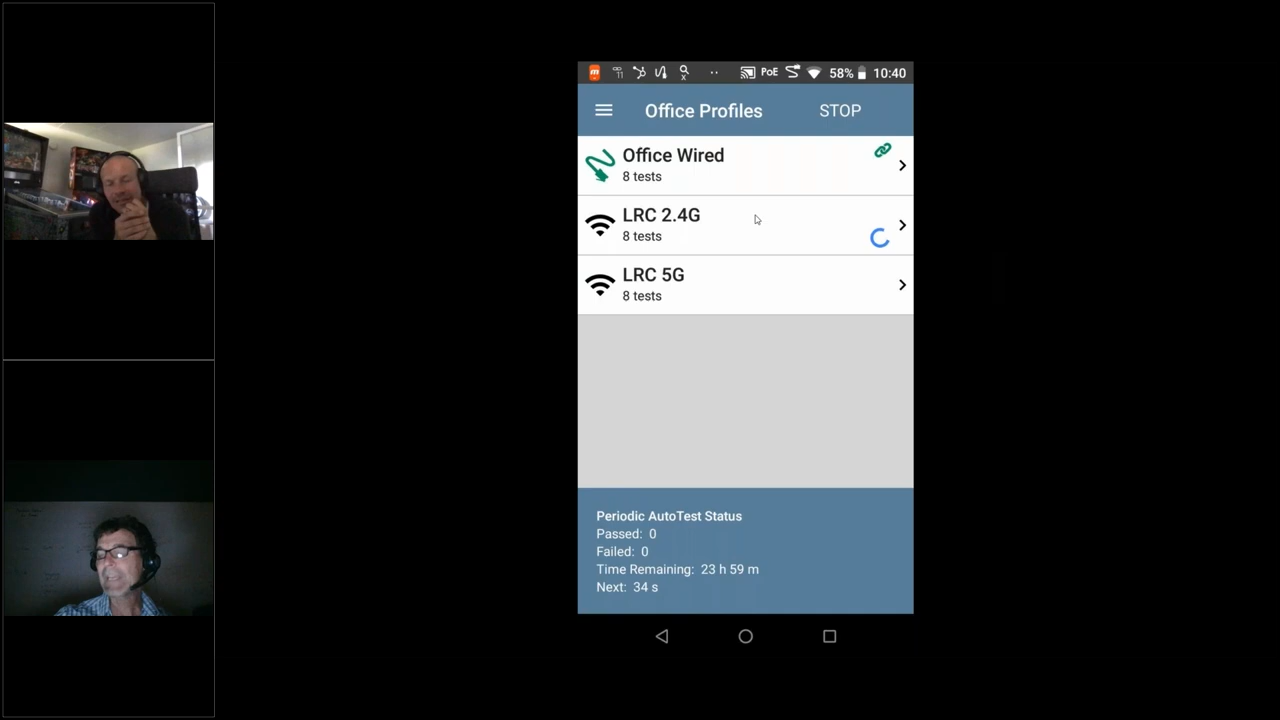 PoE 58% 10:40
Office Profiles STOP
Office Wired
8 tests
LRC 2.4G
8 tests
LRC 5G
8 tests
Periodic AutoTest Status
Passed: 0
Failed: 0
Time Remaining: 23 h 59 m
Next: 34 s